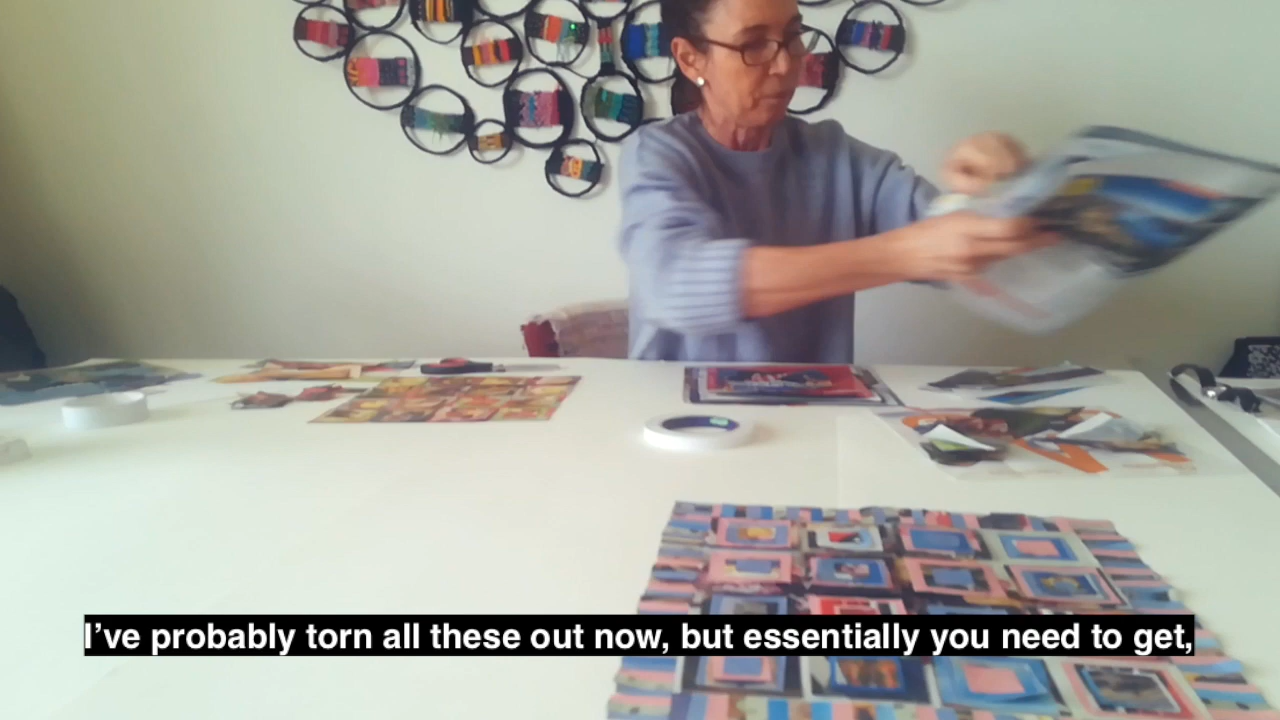 I’ve probably torn all these out now, but essentially you need to get,